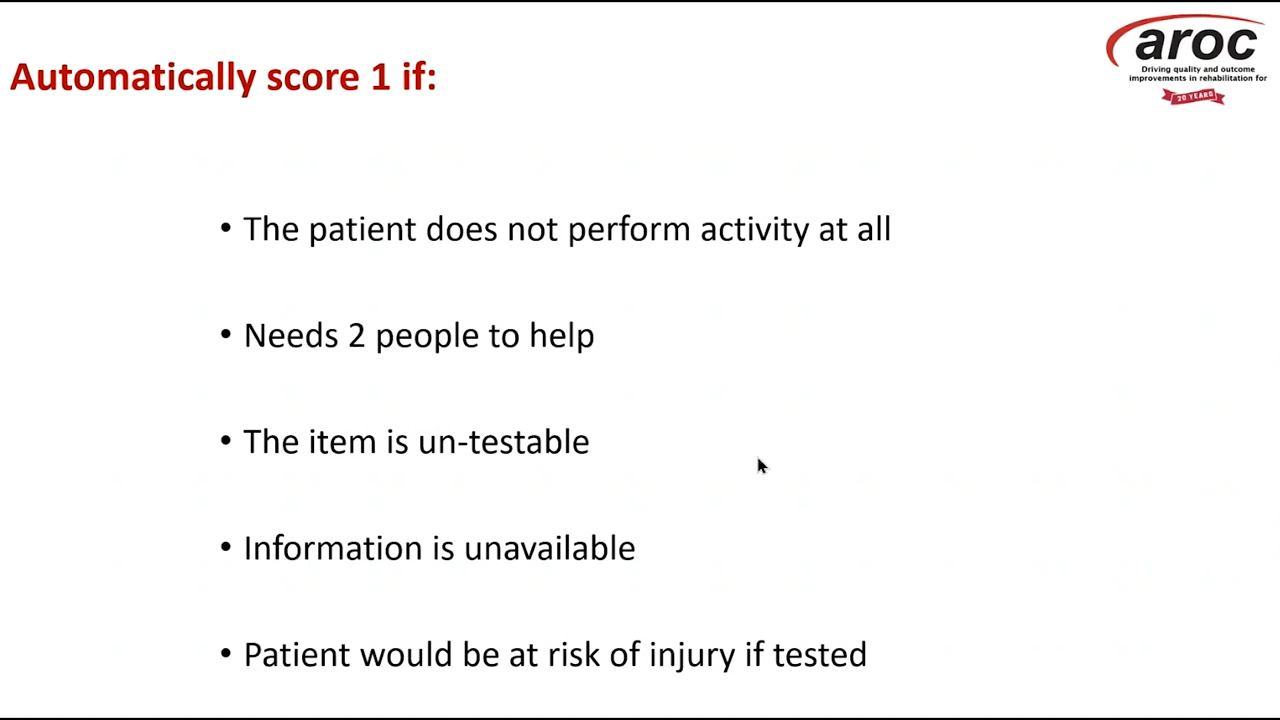 aroc
Driving quality and outcome
improvements in rehabilitation for
20 YEARS
Automatically score 1 if:
• The patient does not perform activity at all
• Needs 2 people to help
• The item is un-testable
• Information is unavailable
• Patient would be at risk of injury if tested